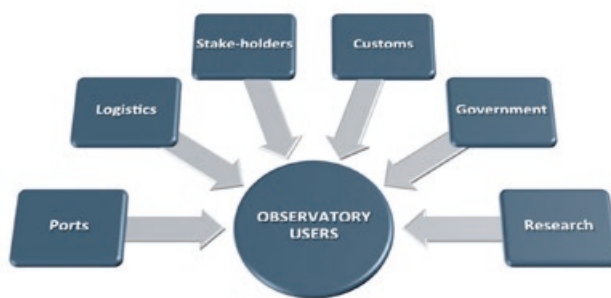 Stake-holders
Customs
Logistics
Government
Ports
OBSERVATORY
USERS
Research